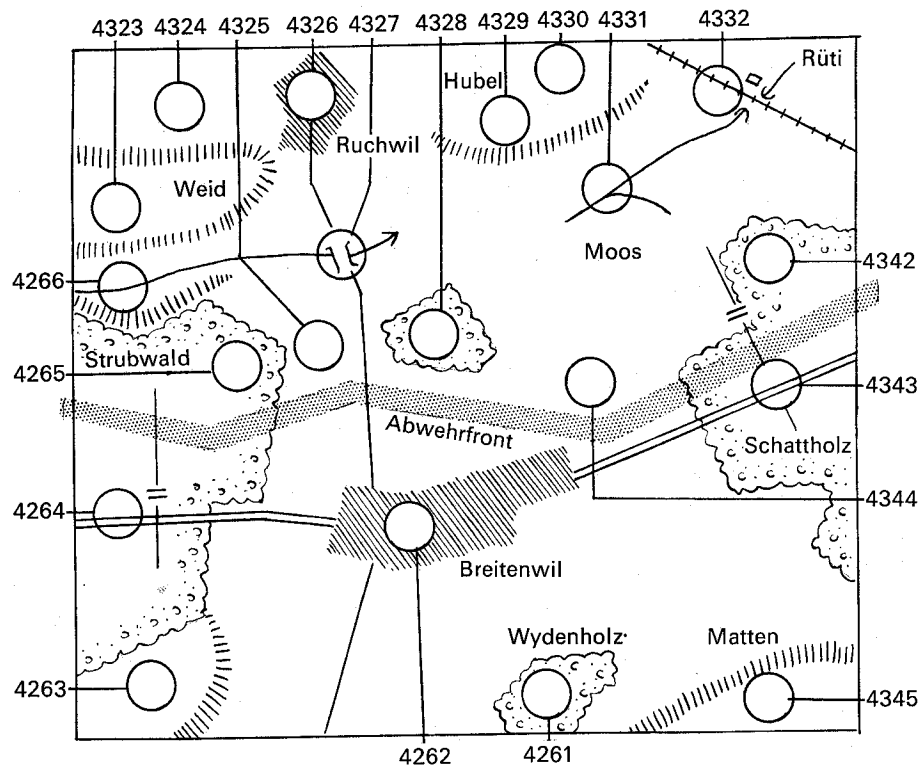 4323 4324 4325 4326 4327 4328 4329 4330 4331 4332
Hubel
Rüti
Ruchwil
Weid
Moos
4266
4342
Strubwald
4265
4343
Abwehrfront
Schattholz
4264
4344
Breitenwil
Wydenholz
Matten
4263
4345
4262
4261